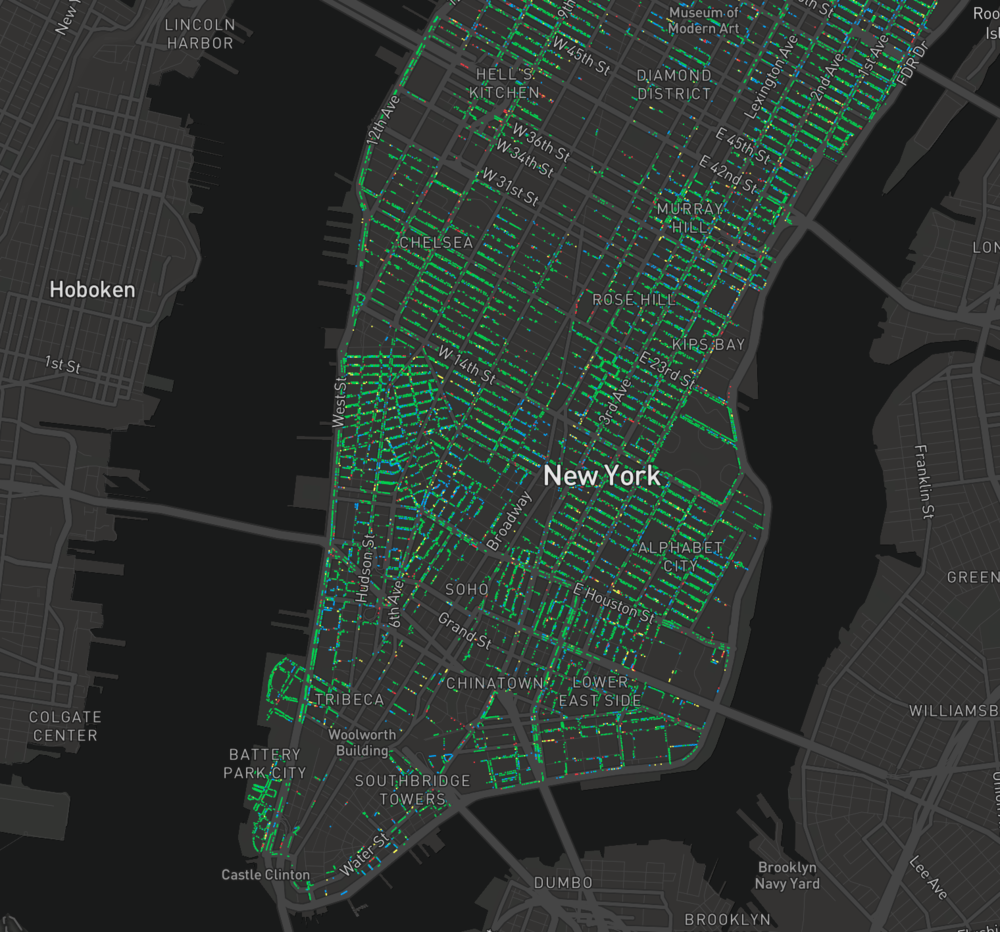 New Y
LINCOLN
HARBOR
9th
Museum of
Modern Art
th St
Roo
Isl
W 45th St
HELL'S
KITCHEN
DIAMOND
DISTRICT
Lexington Ave
2nd Ave
1st Ave
FDR Dr
12th Ave
W 36th St
W 34th St
W 31st St
E 45th St
E 42nd St
MURRAY
HILL
CHELSEA
LON
Hoboken
ROSE HILL
KIPS BAY
1st St
W 14th St
E 23rd St
West St
3rd Ave
New York
Franklin St
Broadway
ALPHABET
CITY
Hudson St
6th Ave
SOHO
E Houston St
GREEN
Grand St
CHINATOWN
LOWER
EAST SIDE
TRIBECA
COLGATE
CENTER
Woolworth
Building
WILLIAMSB
BATTERY
PARK CITY
SOUTHBRIDGE
TOWERS
Union
Water St
Castle Clinton
DUMBO
Brooklyn
Navy Yard
Lee Ave
BROOKLYN